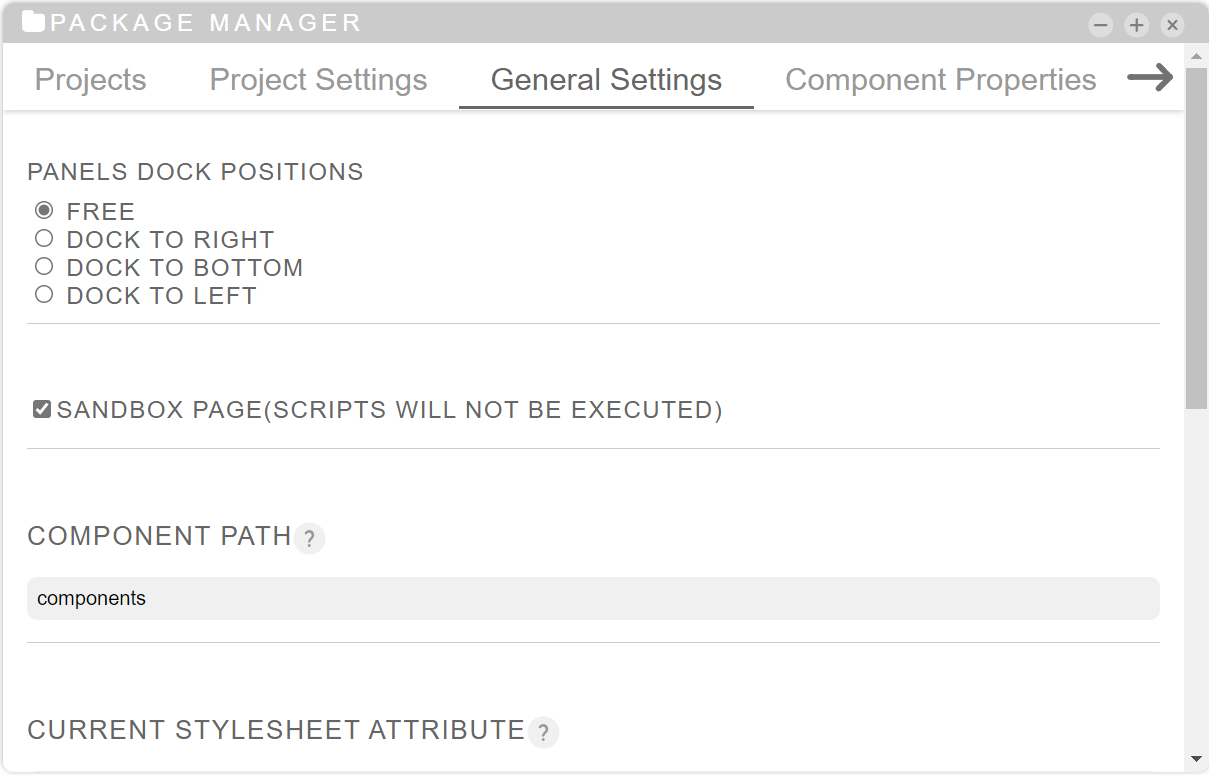 PACKAGE MANAGER
Projects Project Settings General Settings Component Properties
PANELS DOCK POSITIONS
FREE
DOCK TO RIGHT
DOCK TO BOTTOM
DOCK TO LEFT
SANDBOX PAGE(SCRIPTS WILL NOT BE EXECUTED)
COMPONENT PATH ?
components
CURRENT STYLESHEET ATTRIBUTE ?